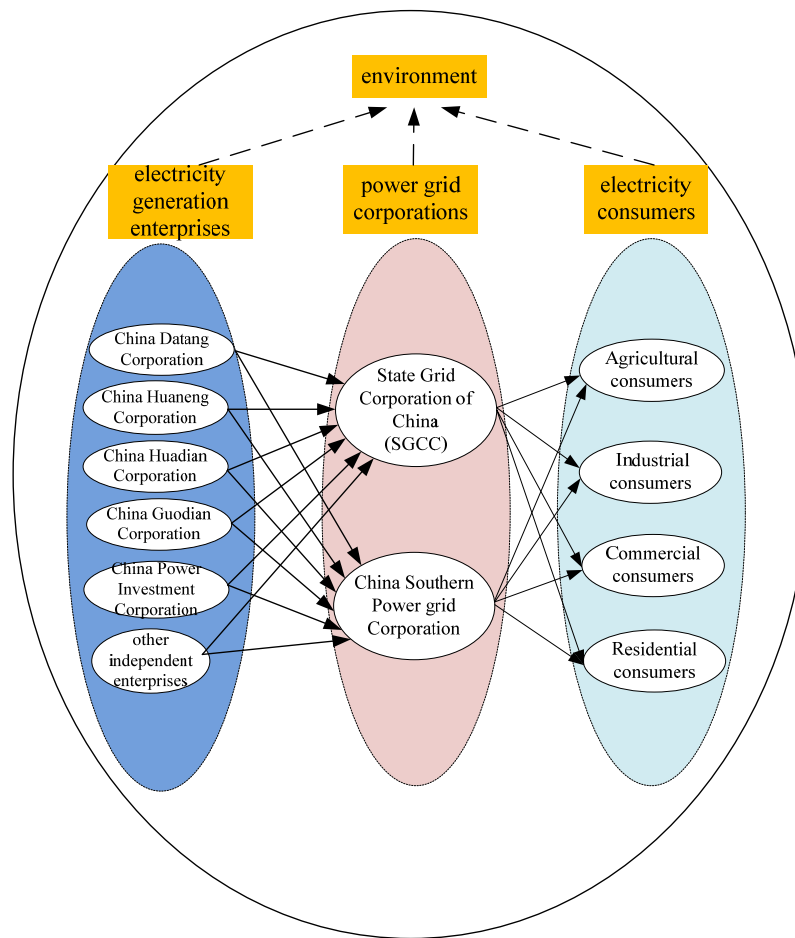 environment
electricity
generation
enterprises
power grid
corporations
electricity
consumers
China Datang
Corporation
China Huaneng
Corporation
China Huadian
Corporation
China Guodian
Corporation
China Power
Investment
Corporation
other
independent
enterprises
State Grid
Corporation of
China
(SGCC)
China Southern
Power grid
Corporation
Agricultural
consumers
Industrial
consumers
Commercial
consumers
Residential
consumers